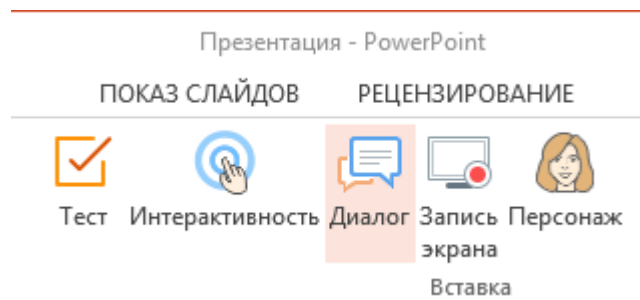 Презентация - PowerPoint
ПОКАЗ СЛАЙДОВ РЕЦЕНЗИРОВАНИЕ
Тест Интерактивность Диалог Запись экрана Персонаж
Вставка